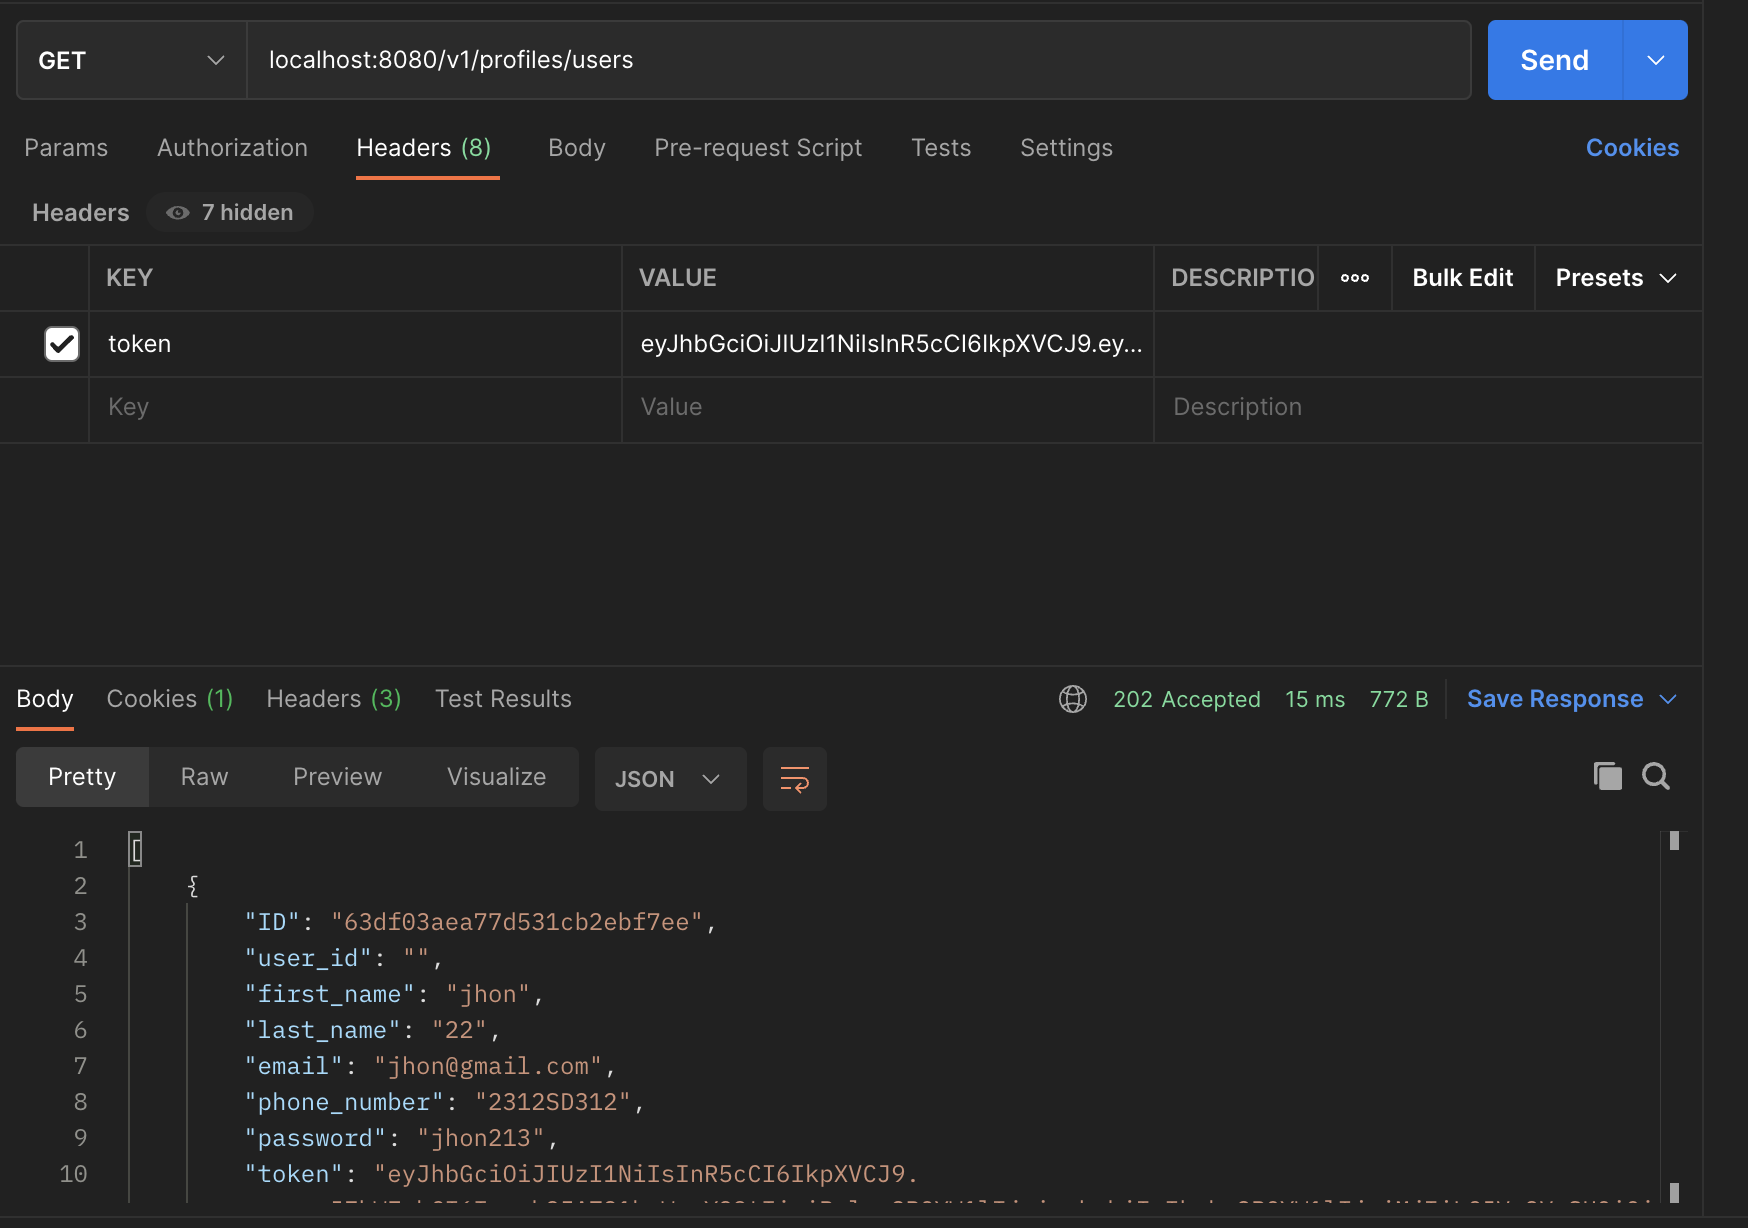 GET localhost:8080/v1/profiles/users Send
Params Authorization Headers (8) Body Pre-request Script Tests Settings Cookies
Headers 7 hidden
KEY VALUE DESCRIPTIO ooo Bulk Edit Presets
token eyJhbGciOiJIUzI1NiIsInR5cCI6IkpXVCJ9.ey...
Key Value Description
Body Cookies (1) Headers (3) Test Results 202 Accepted 15 ms 772 B Save Response
Pretty Raw Preview Visualize JSON
1 [
2 {
3 "ID": "63df03aea77d531cb2ebf7ee",
4 "user_id": "",
5 "first_name": "jhon",
6 "last_name": "22",
7 "email": "jhon@gmail.com",
8 "phone_number": "2312SD312",
9 "password": "jhon213",
10 "token": "eyJhbGciOiJIUzI1NiIsInR5cCI6IkpXVCJ9.